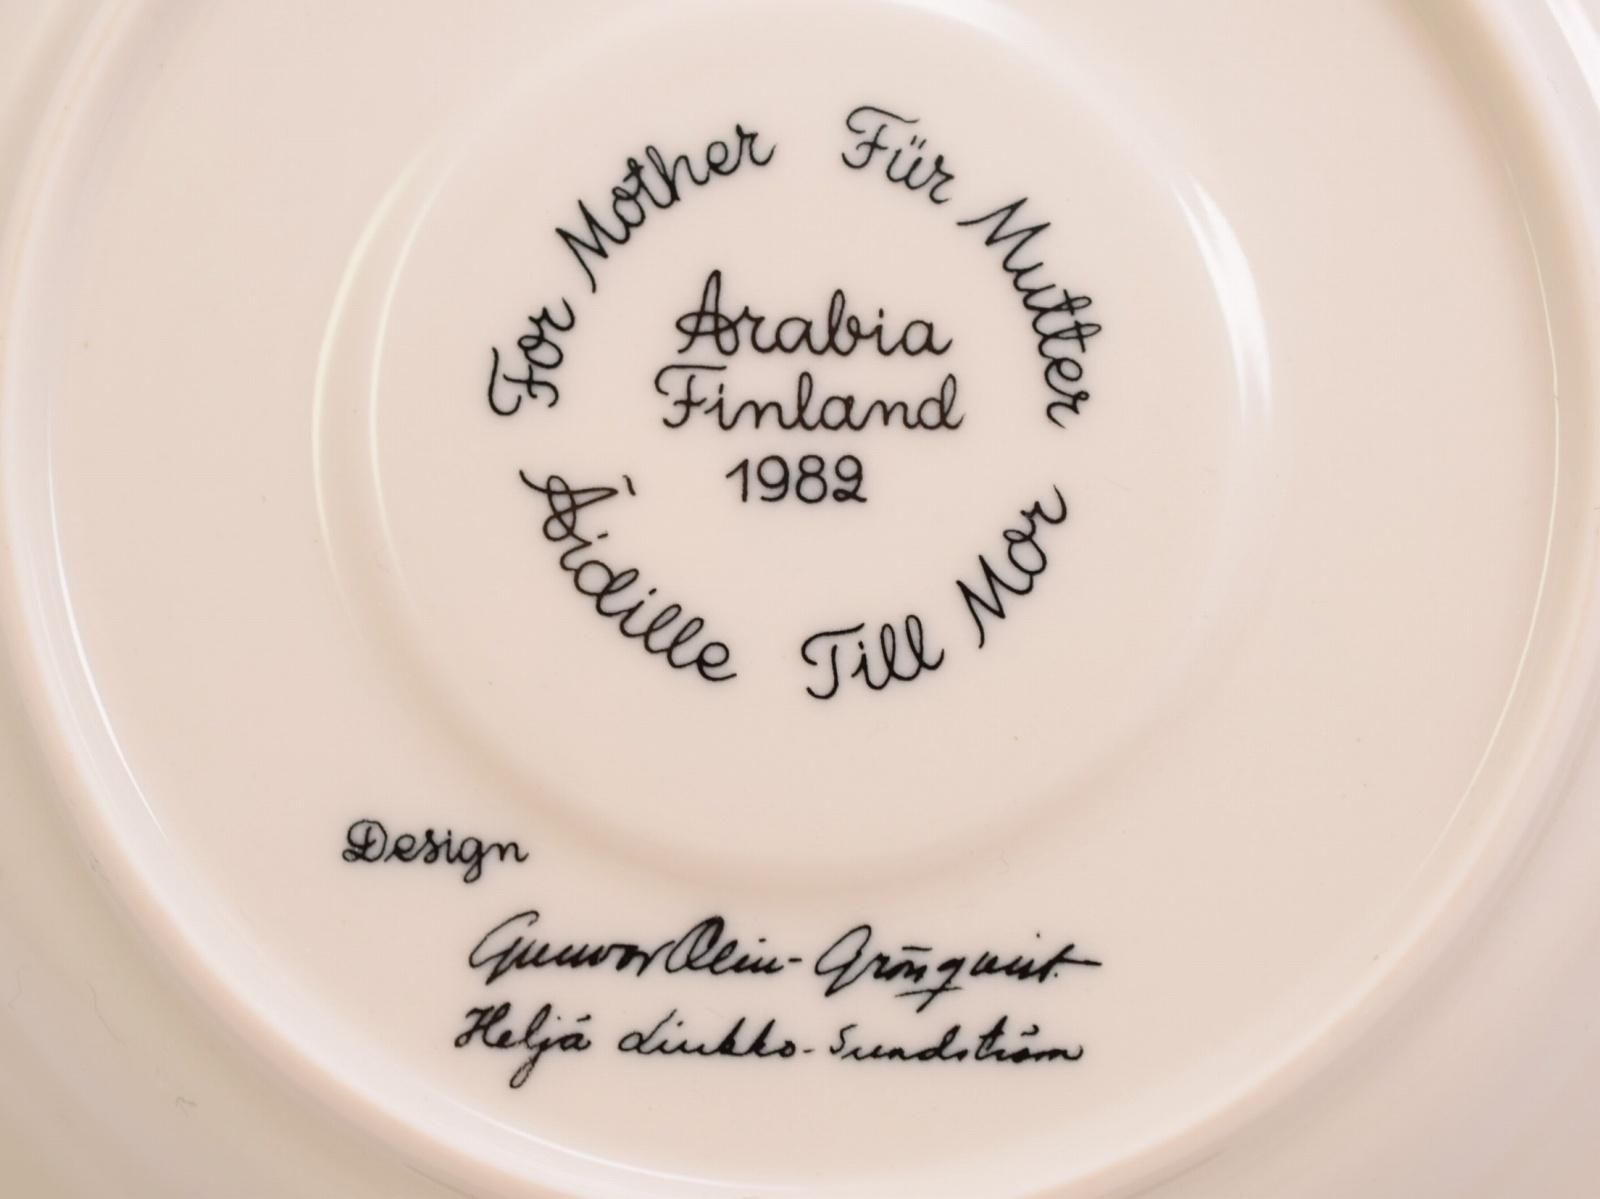 For Mother
Für Mutter
Arabia
Finland
1982
Äidille
Till Mor
Design
Gunvor Olin-Grönqvist
Heljä Liukko-Sundström